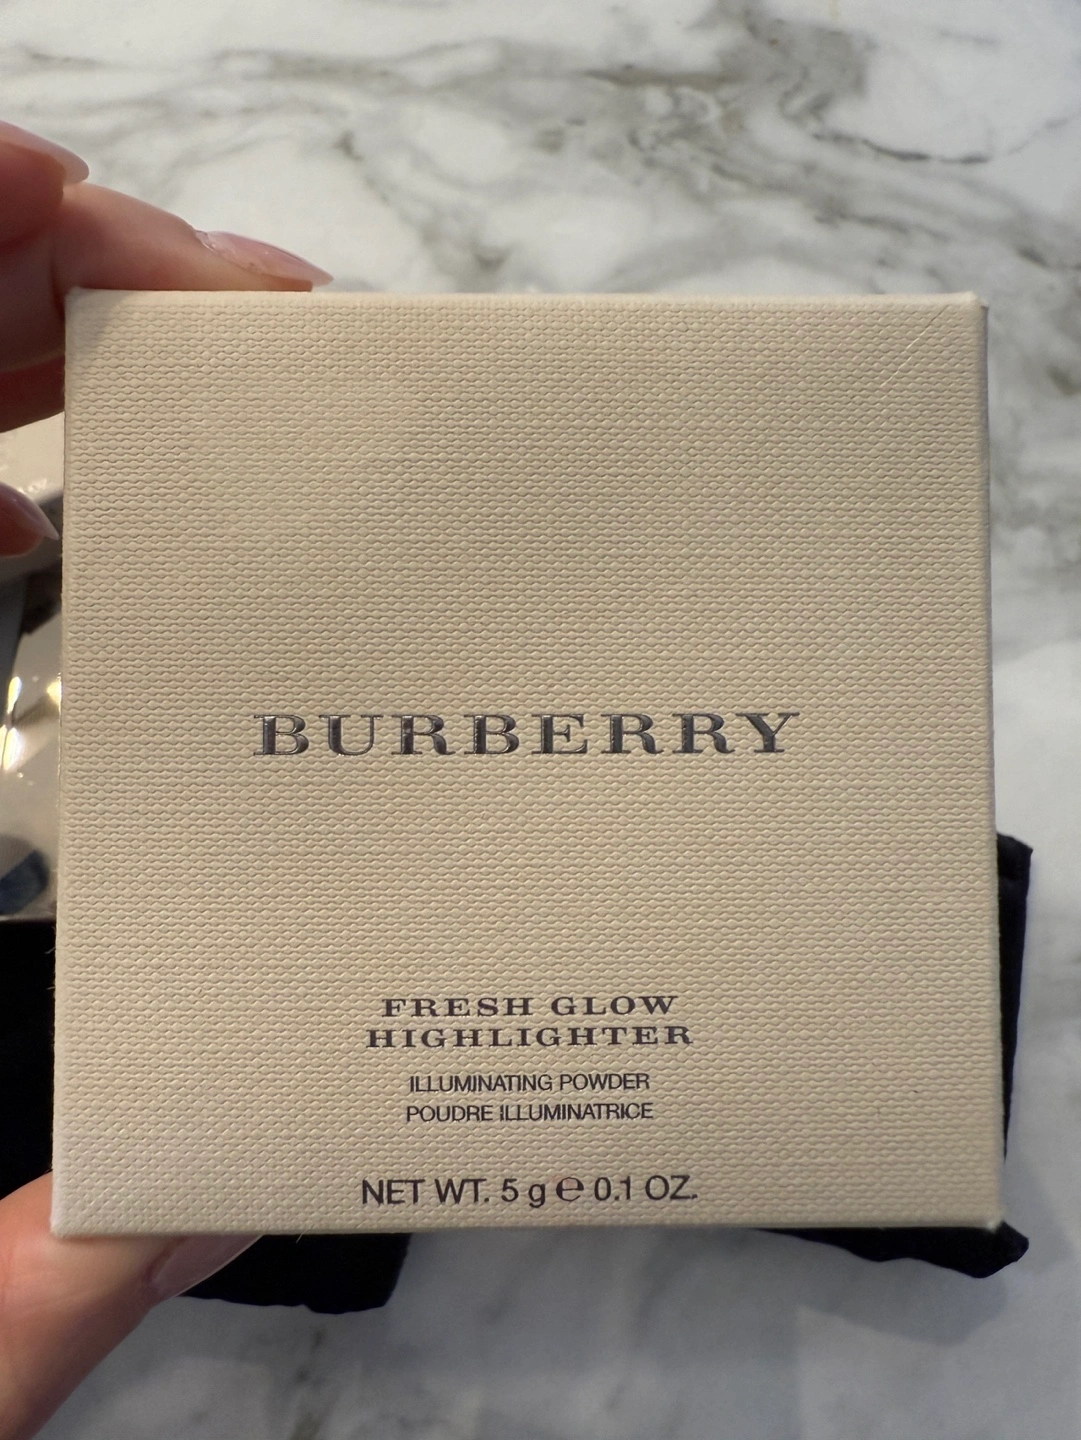 BURBERRY
FRESH GLOW
HIGHLIGHTER
ILLUMINATING POWDER
POUDRE ILLUMINATRICE
NET WT. 5 g ℮ 0.1 OZ.